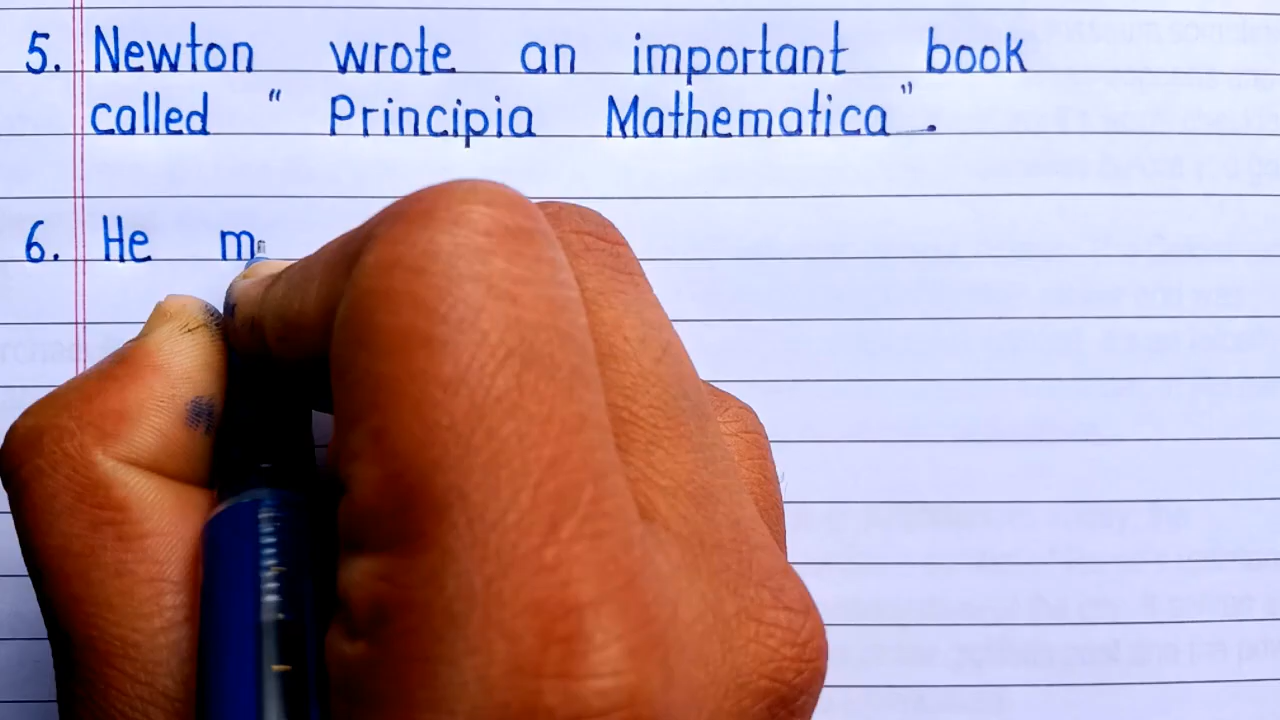 5. Newton wrote an important book
called " Principia Mathematica".
6. He m